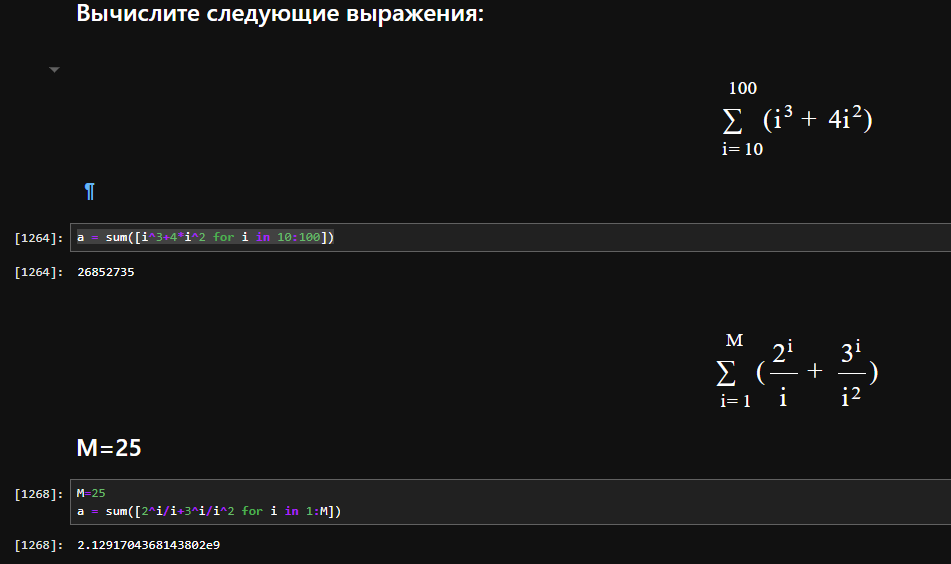 Вычислите следующие выражения:
100
∑ (i³ + 4i²)
i= 10
¶
[1264]: a = sum([i^3+4*i^2 for i in 10:100])
[1264]: 26852735
M
∑ (2ⁱ/i + 3ⁱ/i²)
i= 1
M=25
[1268]: M=25
a = sum([2^i/i+3^i/i^2 for i in 1:M])
[1268]: 2.1291704368143802e9